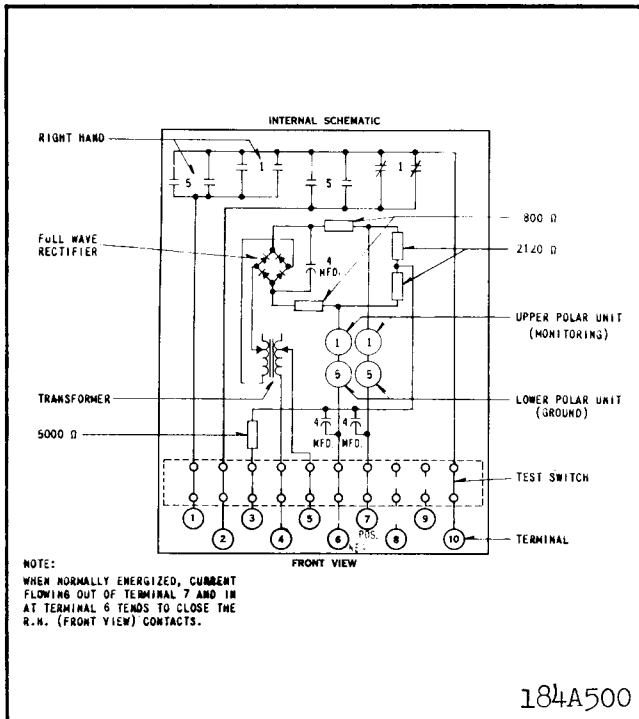 INTERNAL SCHEMATIC
RIGHT HAND
5
1
5
1
800 Ω
FULL WAVE
RECTIFIER
4
MFD.
2120 Ω
1
1
UPPER POLAR UNIT
(MONITORING)
5
5
LOWER POLAR UNIT
(GROUND)
TRANSFORMER
4
MFD.
4
MFD.
5000 Ω
TEST SWITCH
1
3
5
7
9
POS.
2
4
6
8
10
TERMINAL
FRONT VIEW
NOTE:
WHEN NORMALLY ENERGIZED, CURRENT
FLOWING OUT OF TERMINAL 7 AND IN
AT TERMINAL 6 TENDS TO CLOSE THE
R.H. (FRONT VIEW) CONTACTS.
184A500